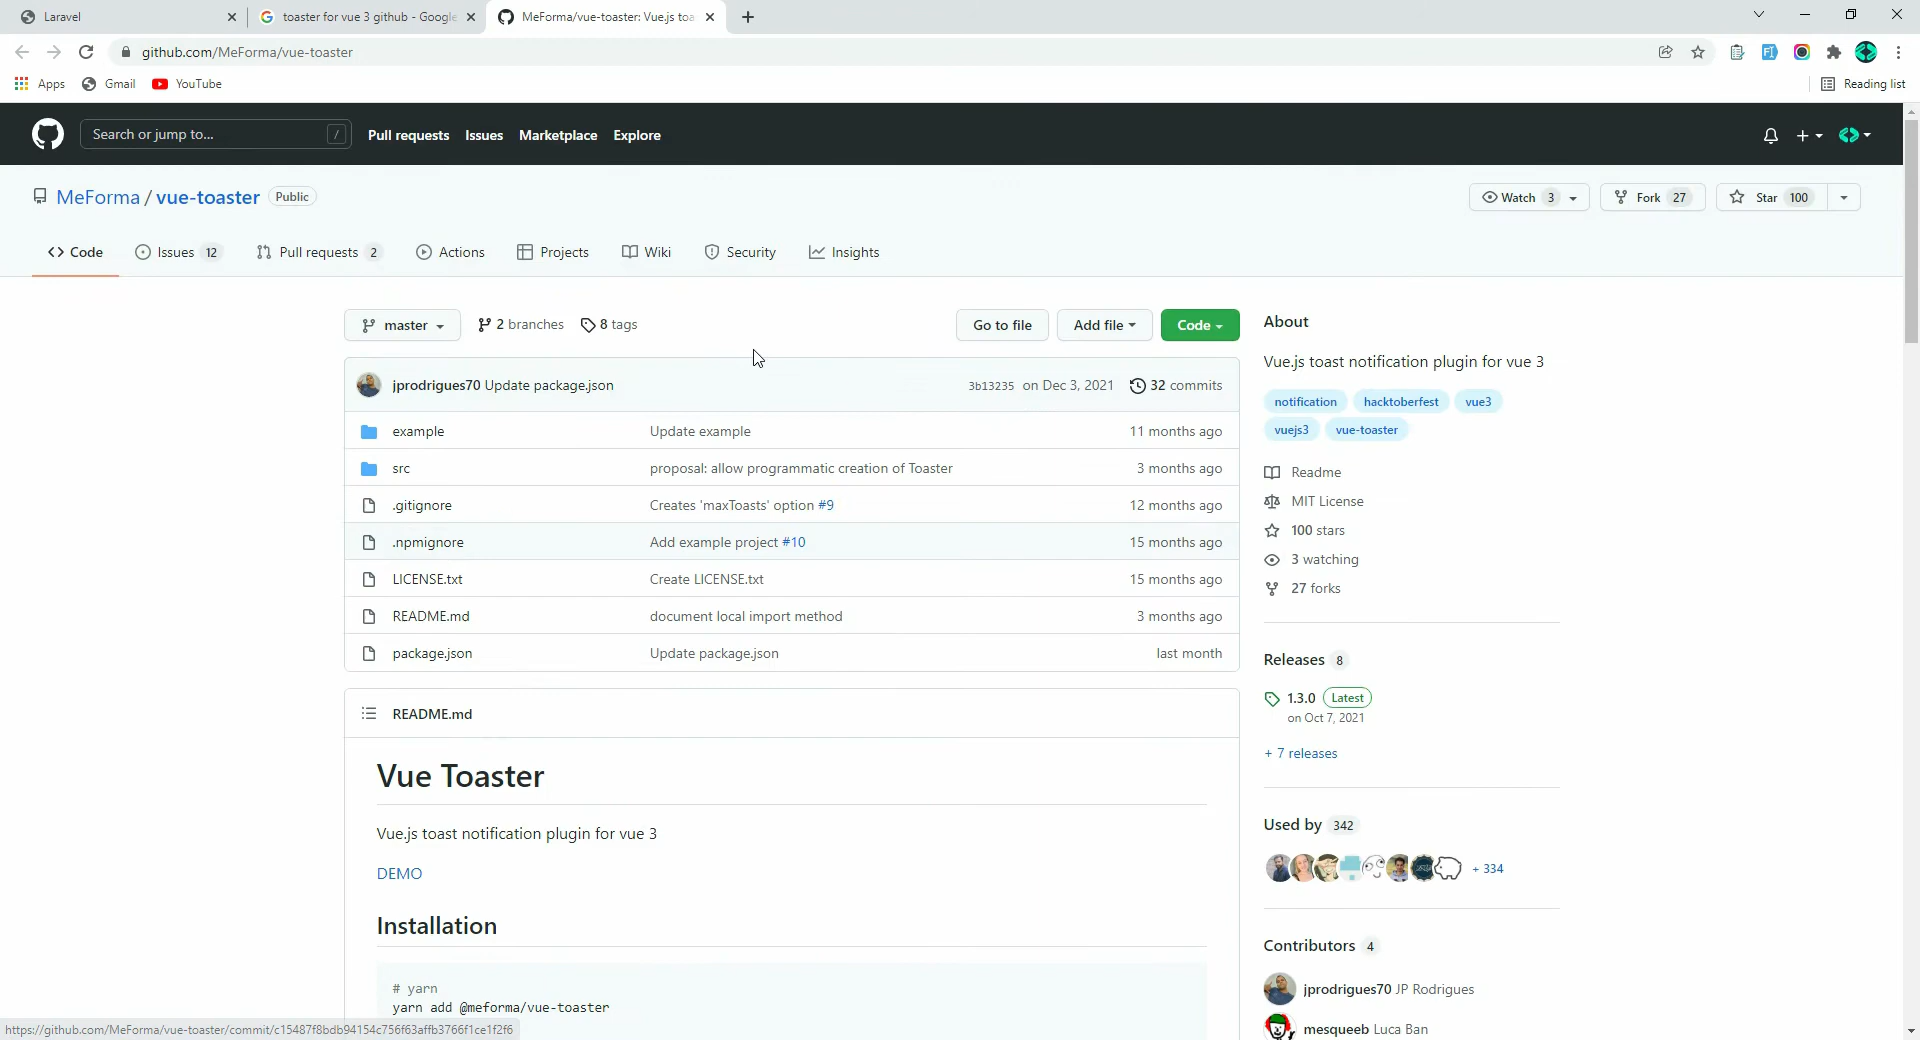 Laravel
toaster for vue 3 github - Google
MeForma/vue-toaster: Vue.js toa
github.com/MeForma/vue-toaster
Apps
Gmail
YouTube
Reading list
Search or jump to...
/
Pull requests
Issues
Marketplace
Explore
MeForma / vue-toaster
Public
Watch 3
Fork 27
Star 100
Code
Issues 12
Pull requests 2
Actions
Projects
Wiki
Security
Insights
master
2 branches
8 tags
Go to file
Add file
Code
jprodrigues70 Update package.json
3b13235 on Dec 3, 2021
32 commits
example Update example 11 months ago
src proposal: allow programmatic creation of Toaster 3 months ago
.gitignore Creates 'maxToasts' option #9 12 months ago
.npmignore Add example project #10 15 months ago
LICENSE.txt Create LICENSE.txt 15 months ago
README.md document local import method 3 months ago
package.json Update package.json last month
README.md
Vue Toaster
Vue.js toast notification plugin for vue 3
DEMO
Installation
# yarn
yarn add @meforma/vue-toaster
About
Vue.js toast notification plugin for vue 3
notification hacktoberfest vue3
vuejs3 vue-toaster
Readme
MIT License
100 stars
3 watching
27 forks
Releases 8
1.3.0 Latest
on Oct 7, 2021
+ 7 releases
Used by 342
+ 334
Contributors 4
jprodrigues70 JP Rodrigues
mesqueeb Luca Ban
https://github.com/MeForma/vue-toaster/commit/c15487f8bdb94154c756f63affb3766f1ce1f2f6